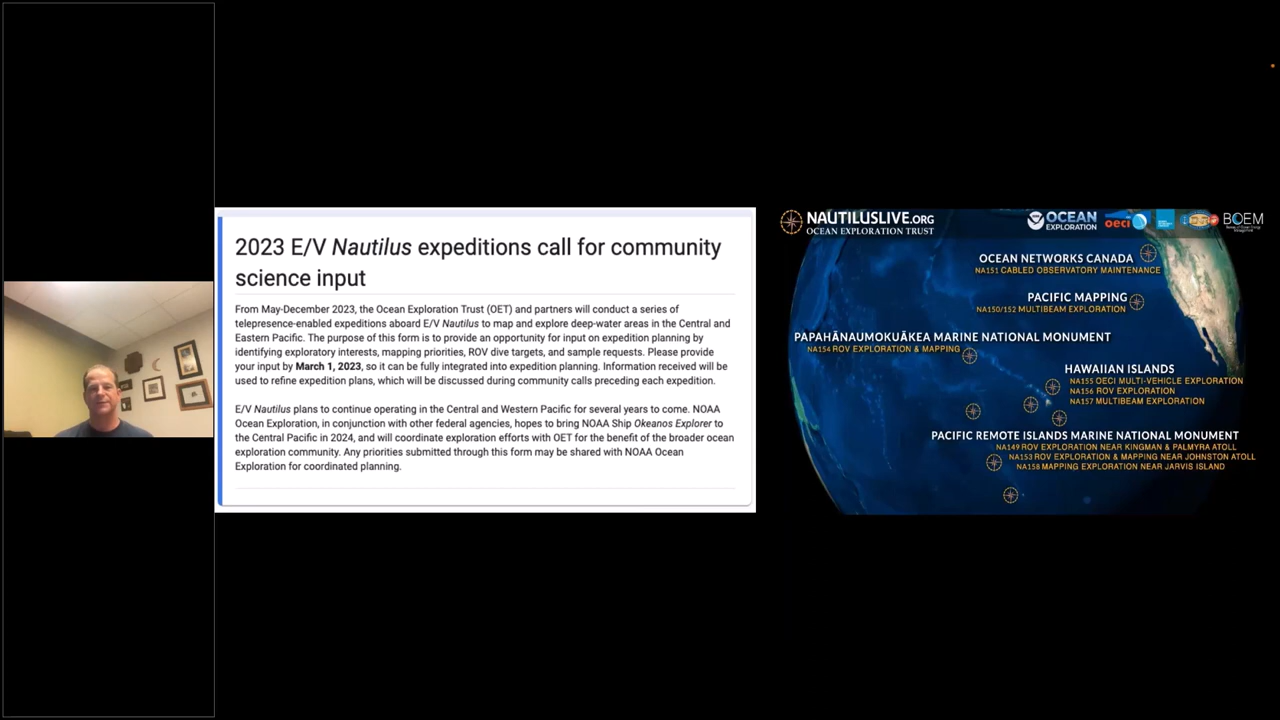 2023 E/V Nautilus expeditions call for community
science input
From May-December 2023, the Ocean Exploration Trust (OET) and partners will conduct a series of
telepresence-enabled expeditions aboard E/V Nautilus to map and explore deep-water areas in the Central and
Eastern Pacific. The purpose of this form is to provide an opportunity for input on expedition planning by
identifying exploratory interests, mapping priorities, ROV dive targets, and sample requests. Please provide
your input by March 1, 2023, so it can be fully integrated into expedition planning. Information received will be
used to refine expedition plans, which will be discussed during community calls preceding each expedition.
E/V Nautilus plans to continue operating in the Central and Western Pacific for several years to come. NOAA
Ocean Exploration, in conjunction with other federal agencies, hopes to bring NOAA Ship Okeanos Explorer to
the Central Pacific in 2024, and will coordinate exploration efforts with OET for the benefit of the broader ocean
exploration community. Any priorities submitted through this form may be shared with NOAA Ocean
Exploration for coordinated planning.
NAUTILUSLIVE.ORG
OCEAN EXPLORATION TRUST
OCEAN
EXPLORATION
oeci
BOEM
OCEAN NETWORKS CANADA
NA151 CABLED OBSERVATORY MAINTENANCE
PACIFIC MAPPING
NA150/152 MULTIBEAM EXPLORATION
PAPAHĀNAUMOKUĀKEA MARINE NATIONAL MONUMENT
NA154 ROV EXPLORATION & MAPPING
HAWAIIAN ISLANDS
NA155 OECI MULTI-VEHICLE EXPLORATION
NA156 ROV EXPLORATION
NA157 MULTIBEAM EXPLORATION
PACIFIC REMOTE ISLANDS MARINE NATIONAL MONUMENT
NA149 ROV EXPLORATION NEAR KINGMAN & PALMYRA ATOLL
NA153 ROV EXPLORATION & MAPPING NEAR JOHNSTON ATOLL
NA158 MAPPING EXPLORATION NEAR JARVIS ISLAND